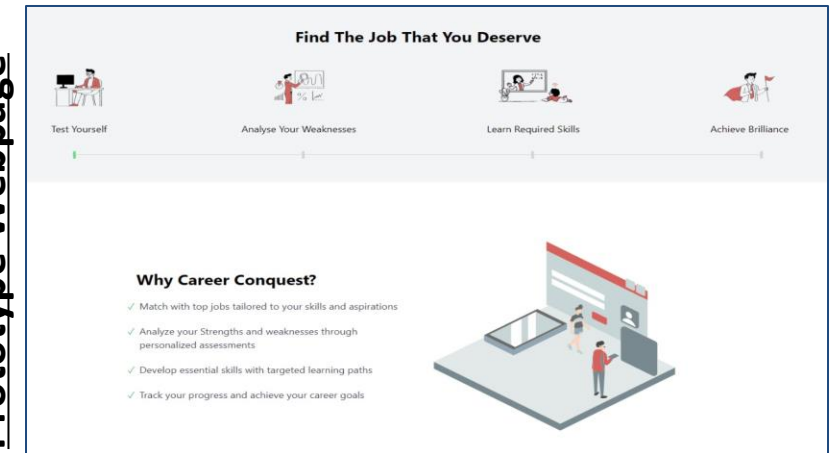 Prototype Webpage
Find The Job That You Deserve
Test Yourself
Analyse Your Weaknesses
Learn Required Skills
Achieve Brilliance
Why Career Conquest?
✓ Match with top jobs tailored to your skills and aspirations
✓ Analyze your Strengths and weaknesses through
personalized assessments
✓ Develop essential skills with targeted learning paths
✓ Track your progress and achieve your career goals